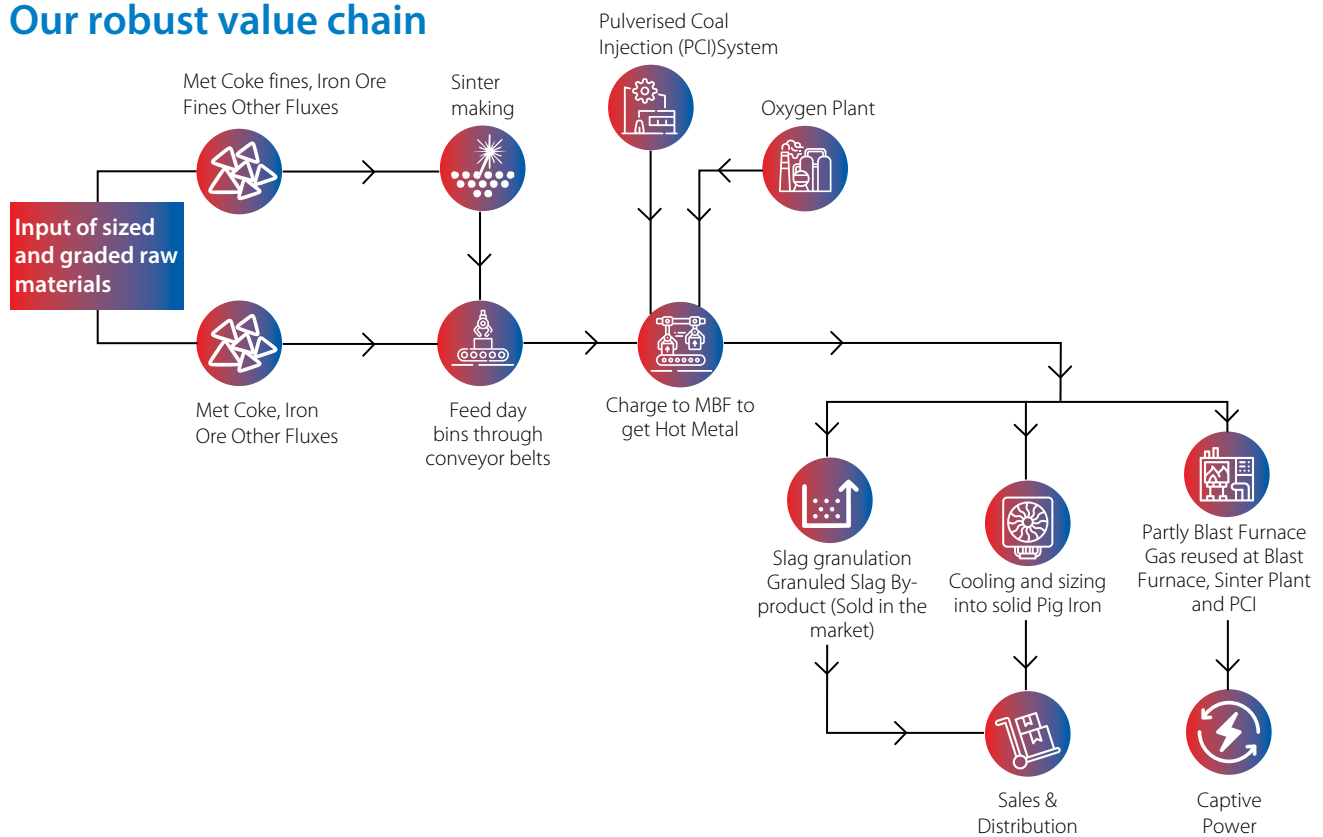 Our robust value chain
Pulverised Coal
Injection (PCI)System
Met Coke fines, Iron Ore
Fines Other Fluxes
Sinter
making
Oxygen Plant
Input of sized
and graded raw
materials
Met Coke, Iron
Ore Other Fluxes
Feed day
bins through
conveyor belts
Charge to MBF to
get Hot Metal
Slag granulation
Granuled Slag By-
product (Sold in the
market)
Cooling and sizing
into solid Pig Iron
Partly Blast Furnace
Gas reused at Blast
Furnace, Sinter Plant
and PCI
Sales &
Distribution
Captive
Power